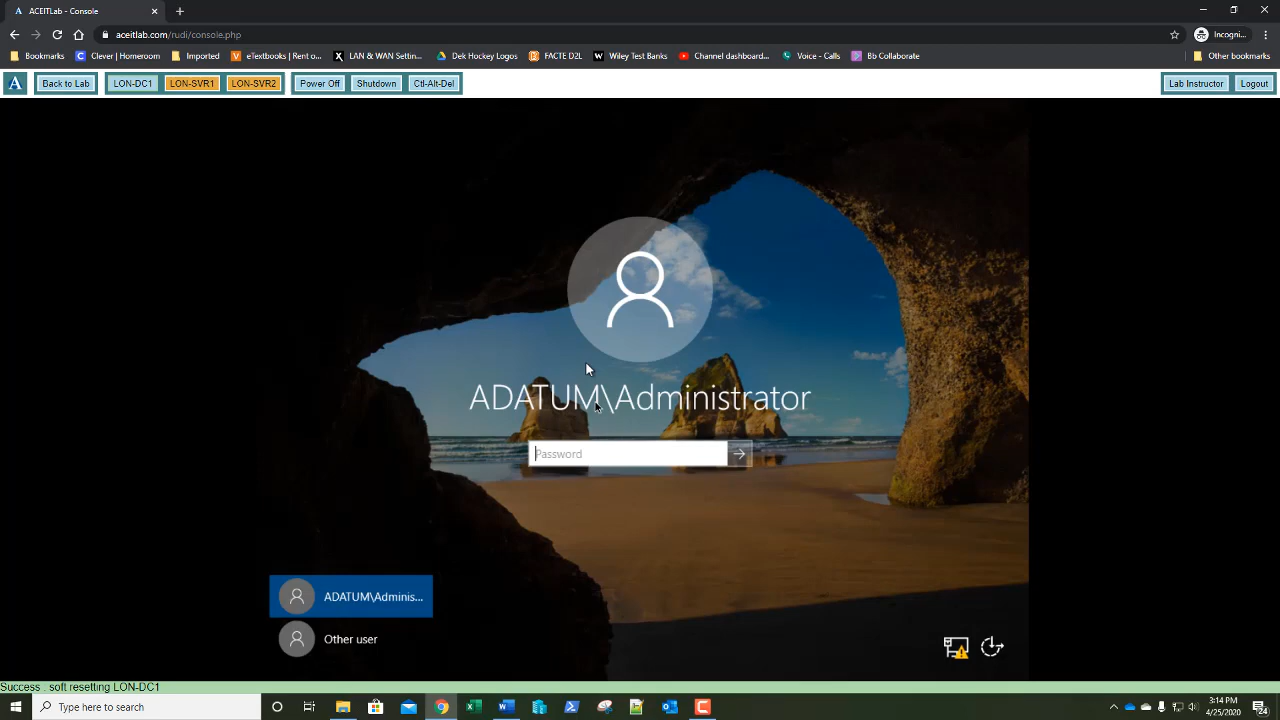 ACEITLab - Console
Incogni...
aceitlab.com/rudi/console.php
Bookmarks
Clever | Homeroom
Imported
eTextbooks | Rent o...
LAN & WAN Settin...
Dek Hockey Logos
FACTE D2L
Wiley Test Banks
Channel dashboard...
Voice - Calls
Bb Collaborate
Other bookmarks
A
Back to Lab
LON-DC1
LON-SVR1
LON-SVR2
Power Off
Shutdown
Ctl-Alt-Del
Lab Instructor
Logout
ADATUM\Administrator
Password
ADATUM\Adminis...
Other user
Success _ soft resetting LON-DC1
Type here to search
3:14 PM
4/25/2020
24